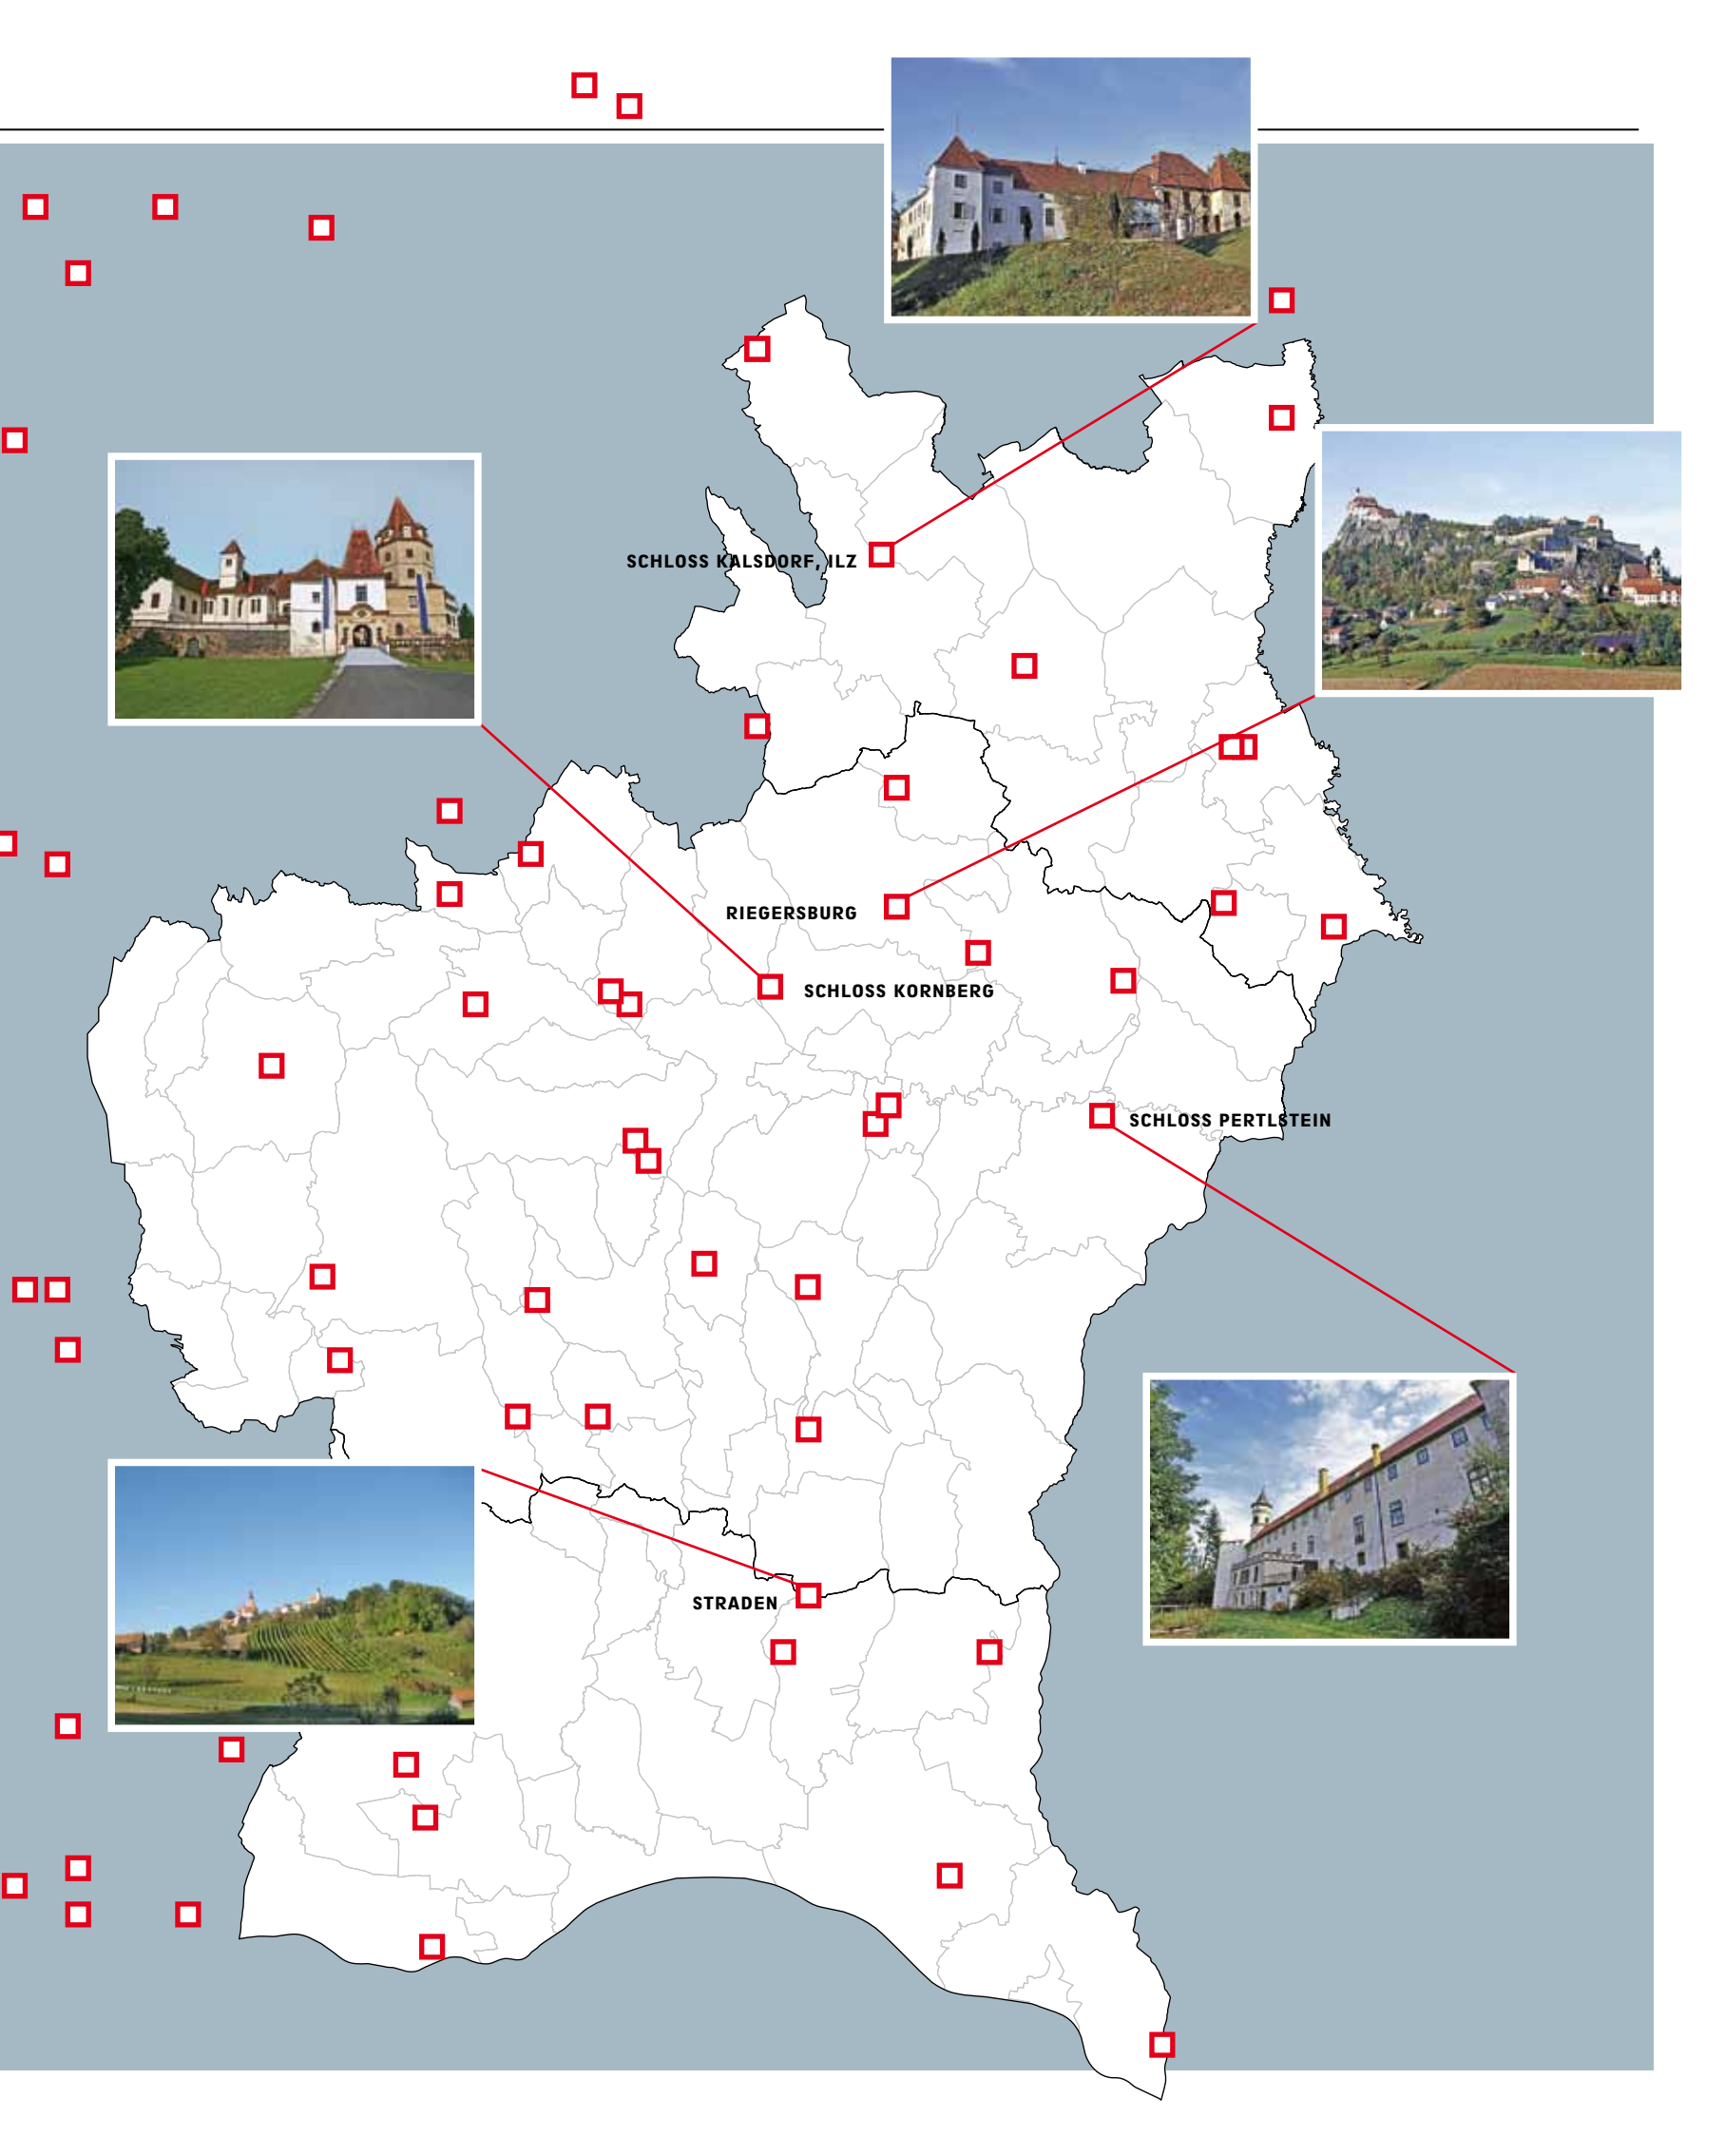 SCHLOSS KALSDORF, ILZ
RIEGERSBURG
SCHLOSS KORNBERG
SCHLOSS PERTLSTEIN
STRADEN